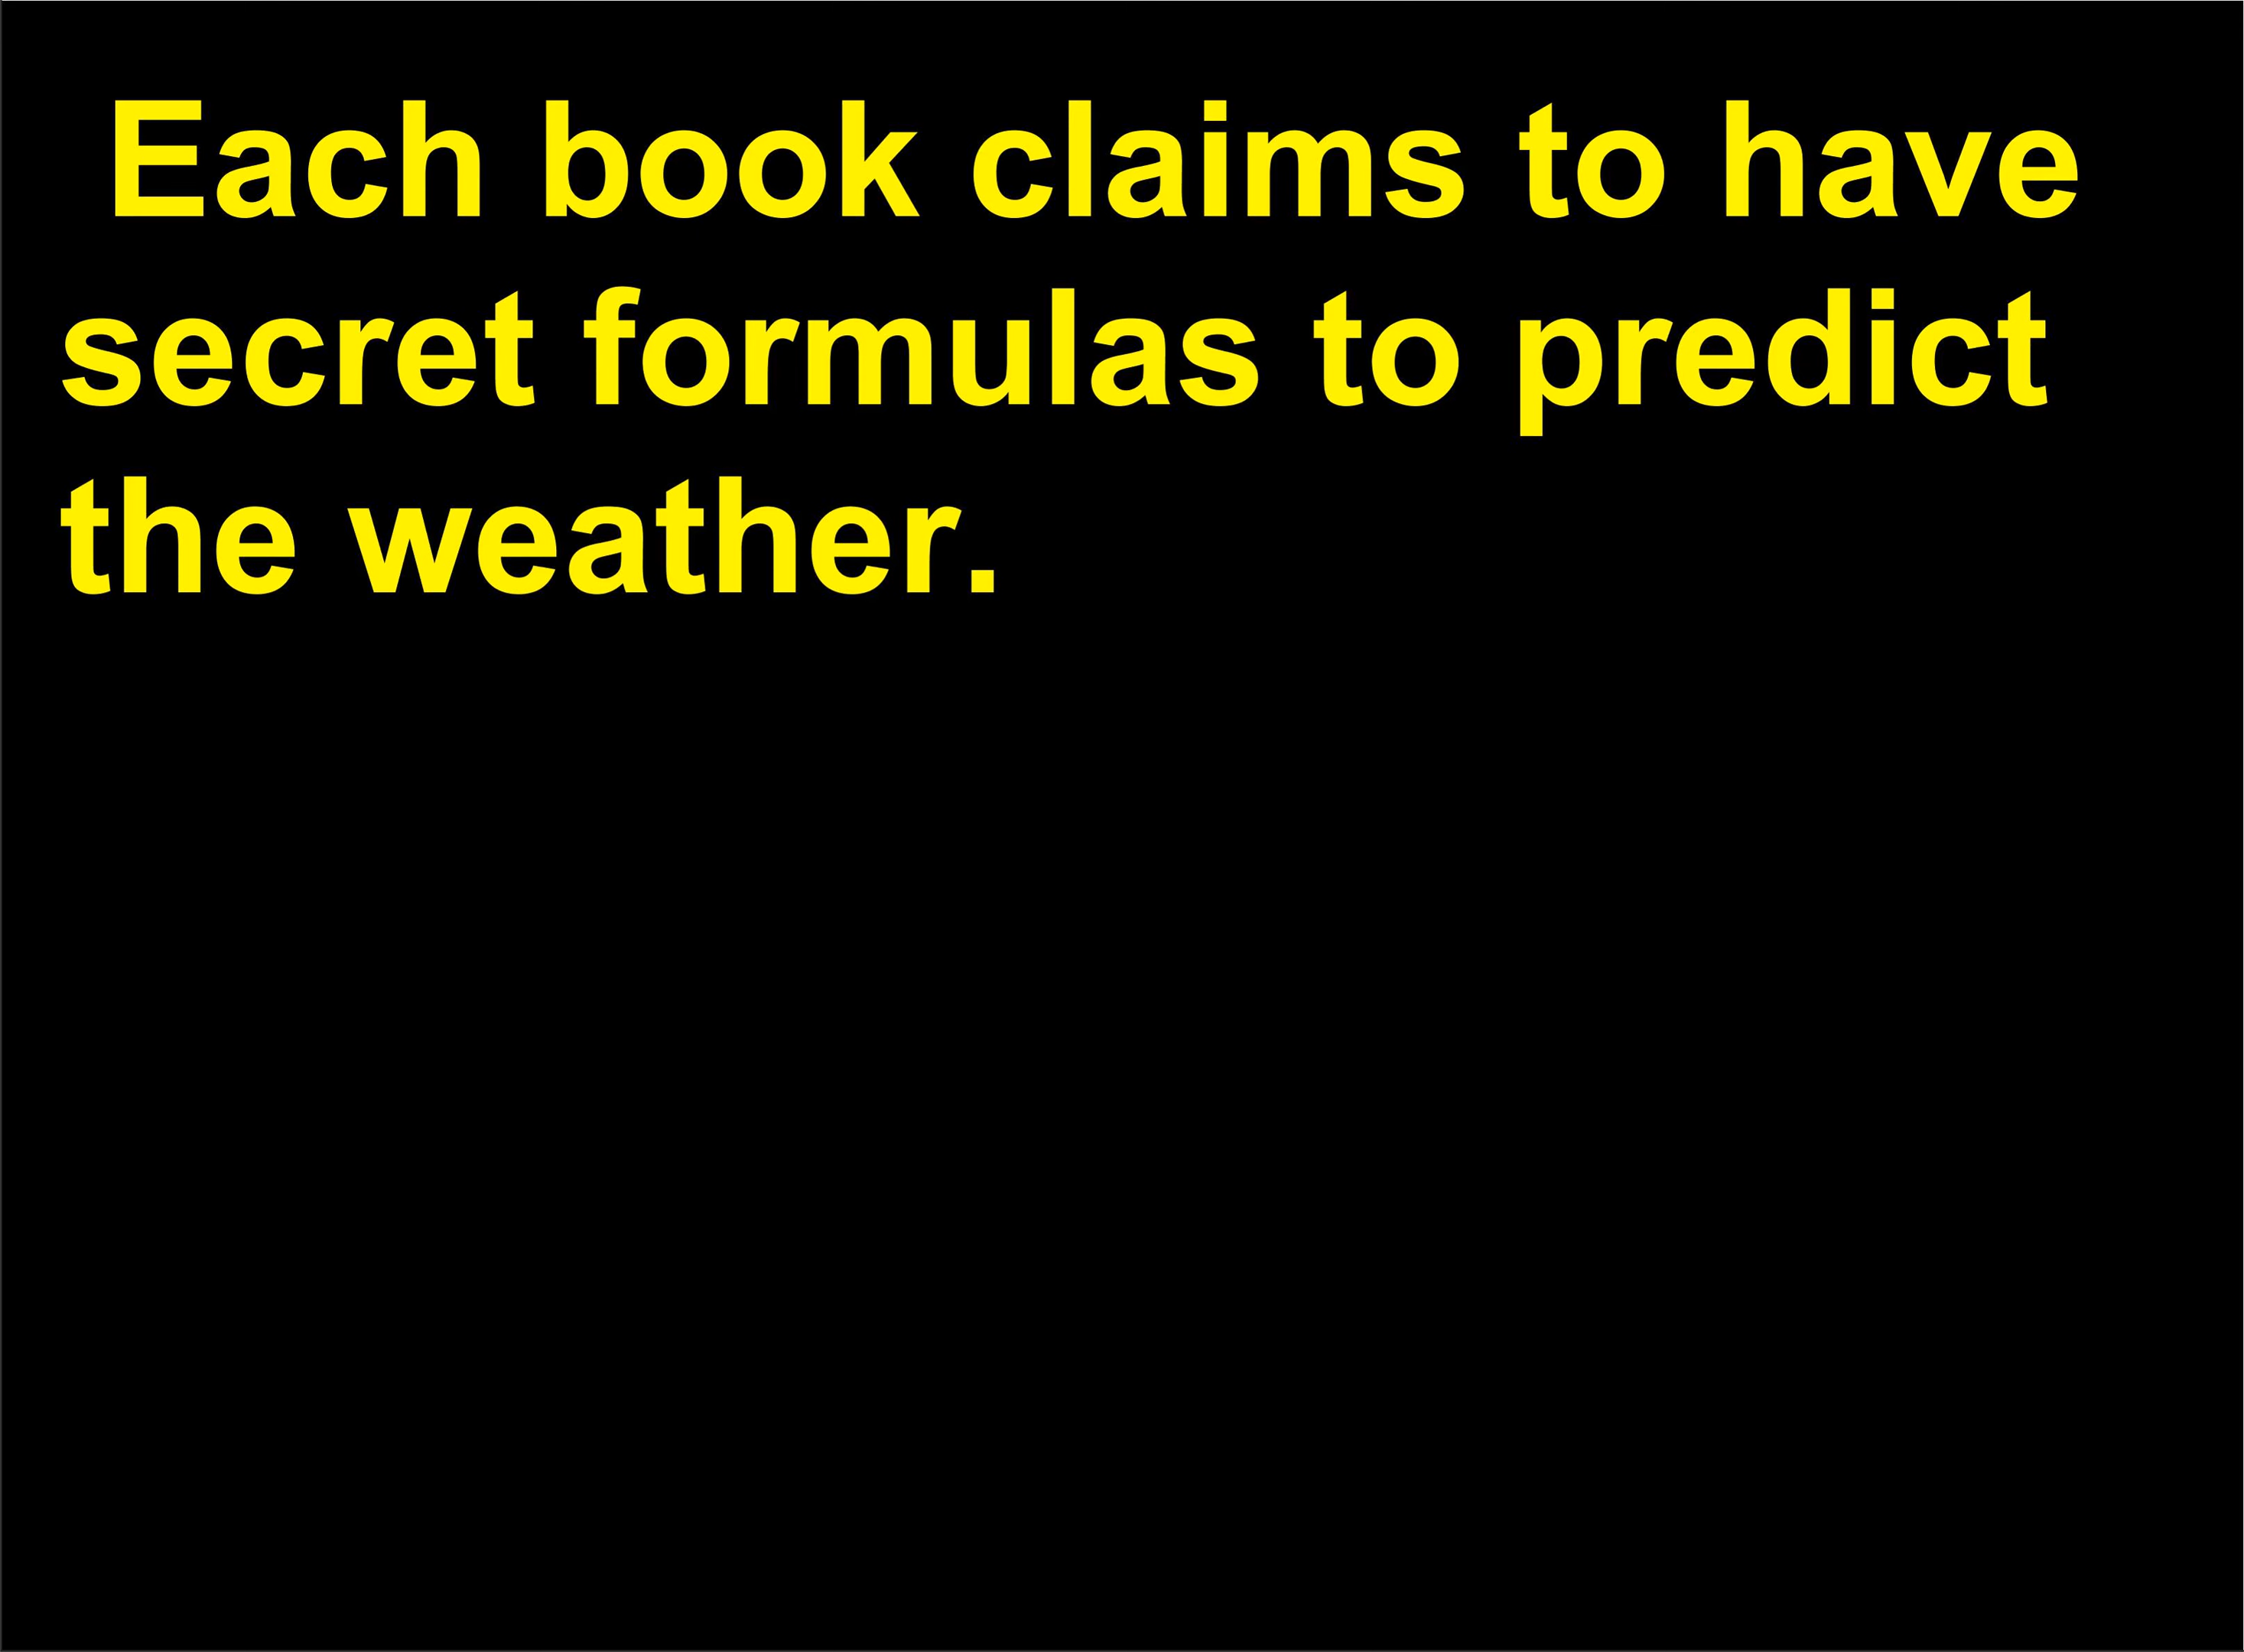 Each book claims to have
secret formulas to predict
the weather.